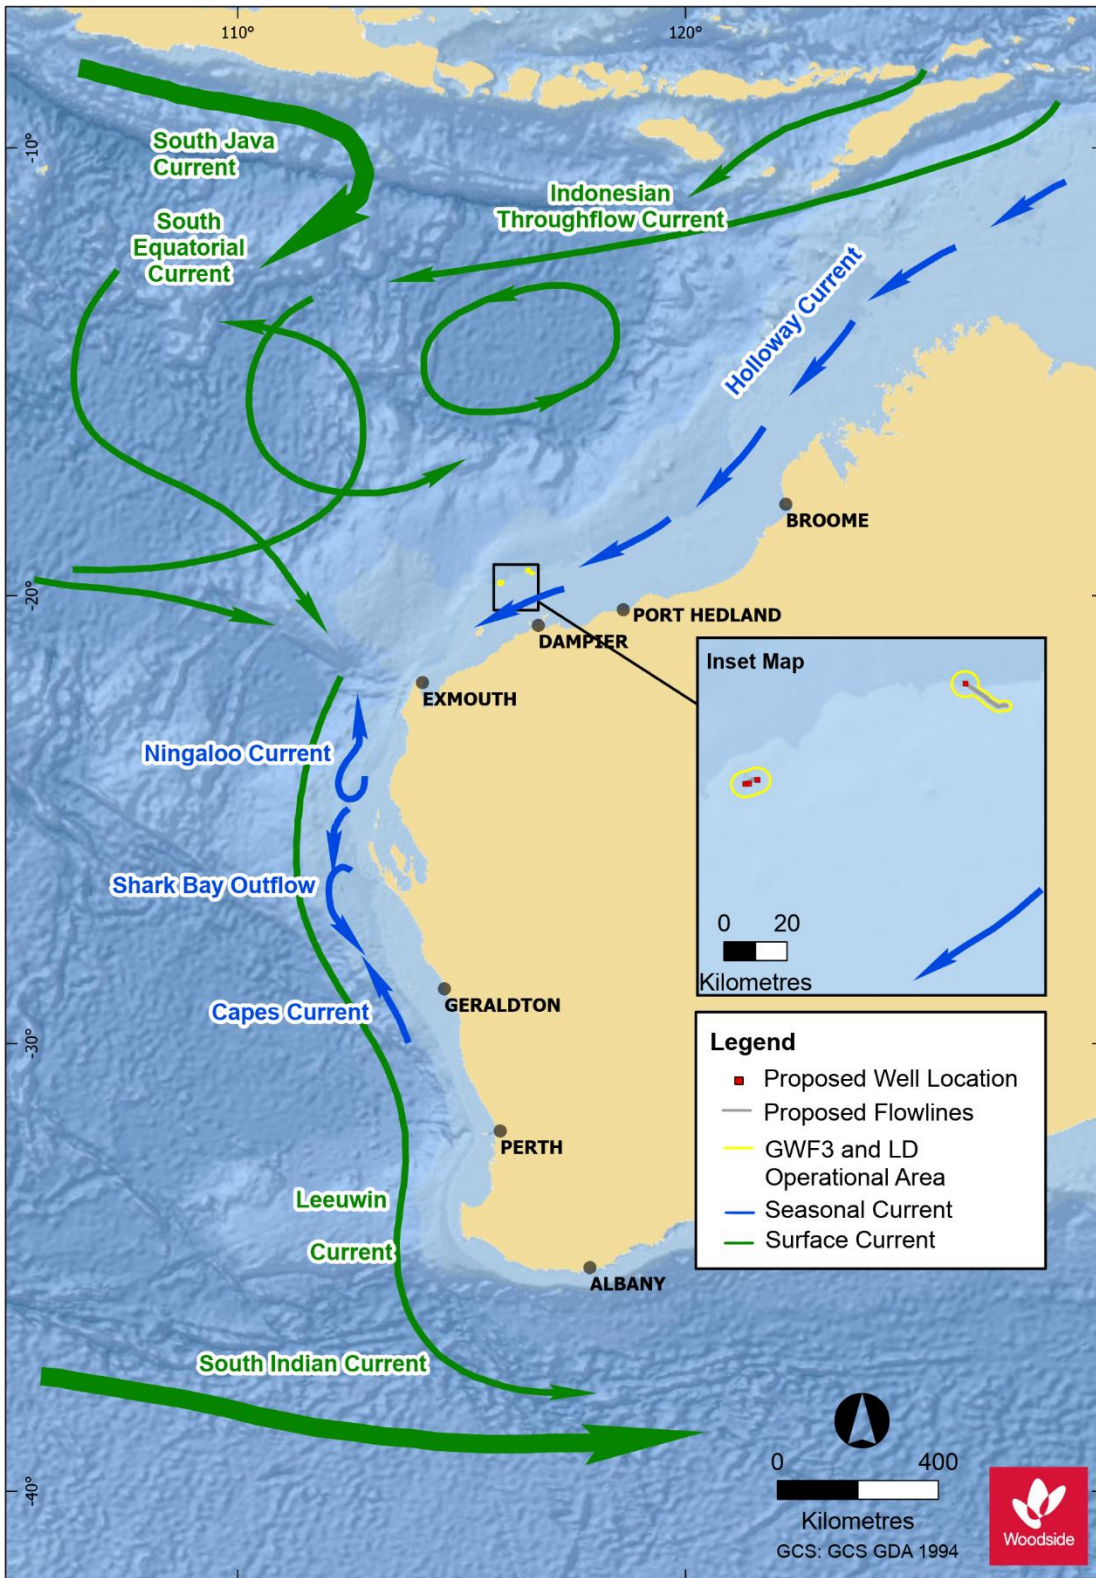 110°
120°
-10°
South Java
Current
South
Equatorial
Current
Indonesian
Throughflow Current
Holloway Current
BROOME
-20°
PORT HEDLAND
DAMPIER
Inset Map
EXMOUTH
Ningaloo Current
Shark Bay Outflow
0 20
Kilometres
Capes Current
GERALDTON
-30°
Legend
Proposed Well Location
Proposed Flowlines
GWF3 and LD
Operational Area
Seasonal Current
Surface Current
PERTH
Leeuwin
Current
ALBANY
South Indian Current
-40°
0 400
Kilometres
GCS: GCS GDA 1994
Woodside